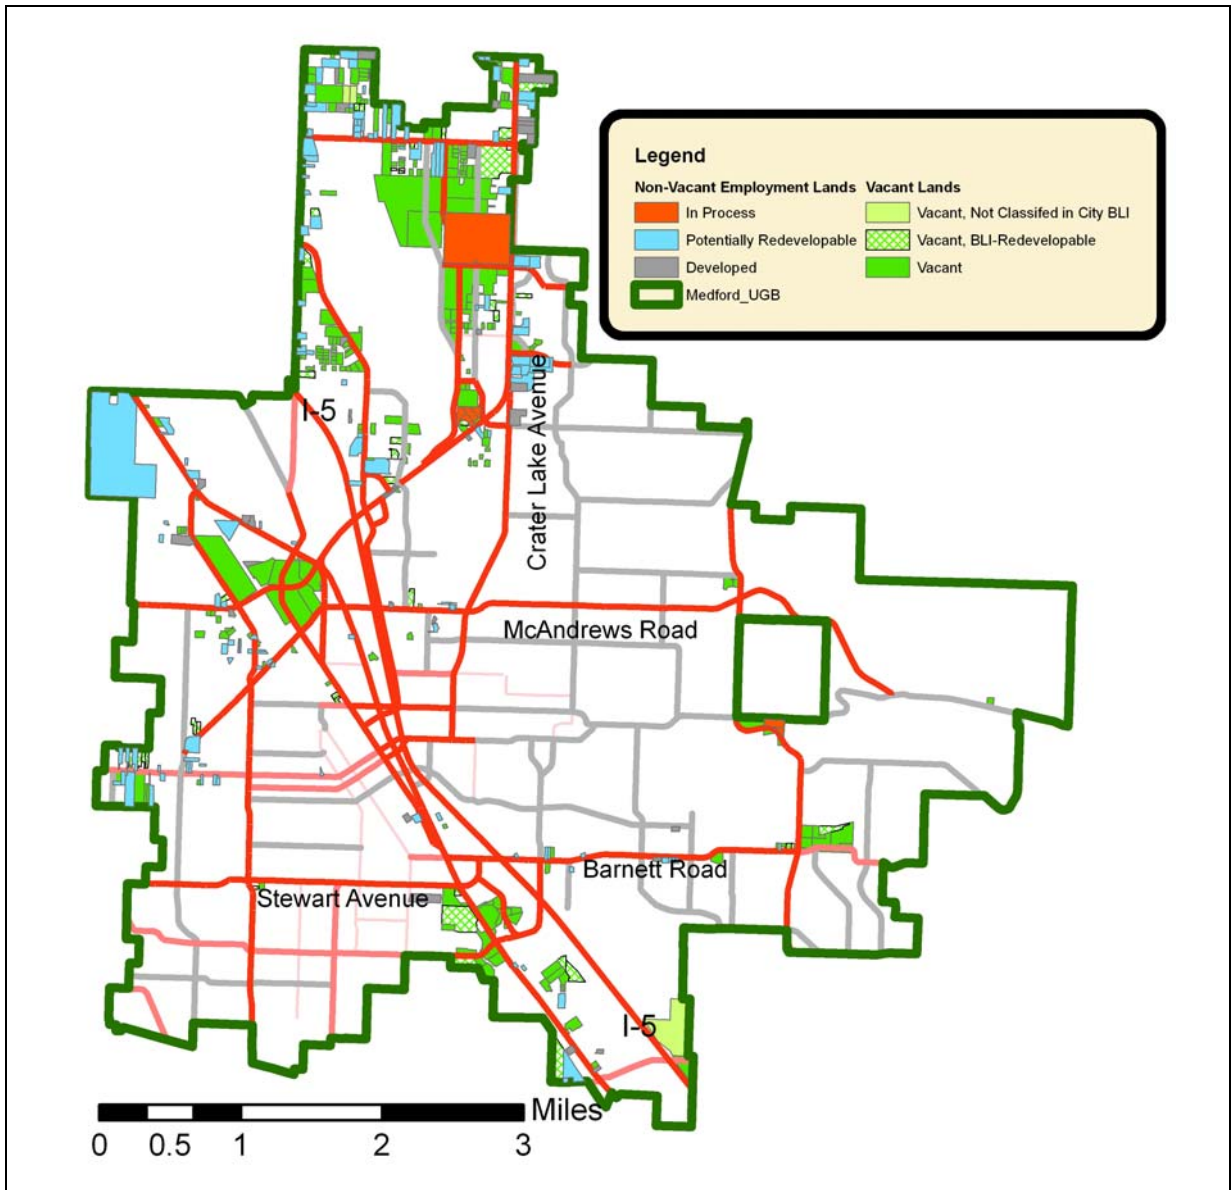 Legend
Non-Vacant Employment Lands Vacant Lands
In Process Vacant, Not Classifed in City BLI
Potentially Redevelopable Vacant, BLI-Redevelopable
Developed Vacant
Medford_UGB
I-5
Crater Lake Avenue
McAndrews Road
Barnett Road
Stewart Avenue
I-5
Miles
0 0.5 1 2 3